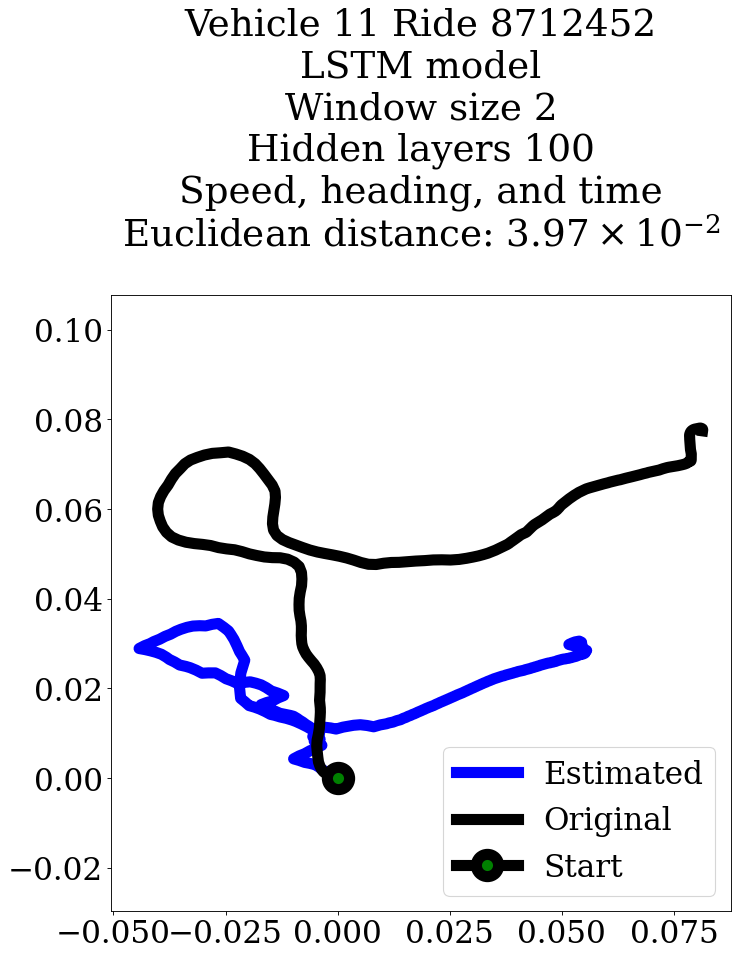 Vehicle 11 Ride 8712452
LSTM model
Window size 2
Hidden layers 100
Speed, heading, and time
Euclidean distance: 3.97 × 10⁻²
0.10
0.08
0.06
0.04
0.02
0.00
−0.02
Estimated
Original
Start
−0.050 −0.025 0.000 0.025 0.050 0.075